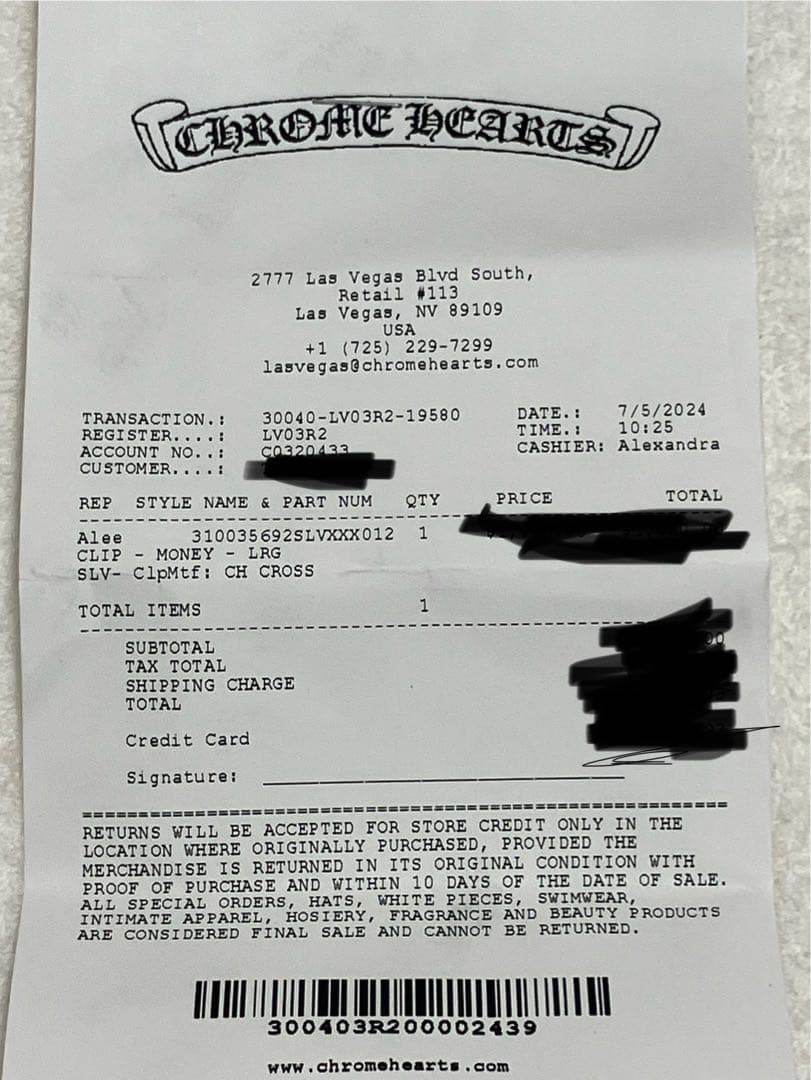 CHROME HEARTS
2777 Las Vegas Blvd South,
Retail #113
Las Vegas, NV 89109
USA
+1 (725) 229-7299
lasvegas@chromehearts.com
TRANSACTION.: 30040-LV03R2-19580 DATE.: 7/5/2024
REGISTER....: LV03R2 TIME.: 10:25
ACCOUNT NO..: C0320433 CASHIER: Alexandra
CUSTOMER....:
REP STYLE NAME & PART NUM QTY PRICE TOTAL
Alee 310035692SLVXXX012 1
CLIP - MONEY - LRG
SLV- ClpMtf: CH CROSS
TOTAL ITEMS 1
SUBTOTAL
TAX TOTAL
SHIPPING CHARGE
TOTAL
Credit Card
Signature:
RETURNS WILL BE ACCEPTED FOR STORE CREDIT ONLY IN THE
LOCATION WHERE ORIGINALLY PURCHASED, PROVIDED THE
MERCHANDISE IS RETURNED IN ITS ORIGINAL CONDITION WITH
PROOF OF PURCHASE AND WITHIN 10 DAYS OF THE DATE OF SALE.
ALL SPECIAL ORDERS, HATS, WHITE PIECES, SWIMWEAR,
INTIMATE APPAREL, HOSIERY, FRAGRANCE AND BEAUTY PRODUCTS
ARE CONSIDERED FINAL SALE AND CANNOT BE RETURNED.
300403R200002439
www.chromehearts.com